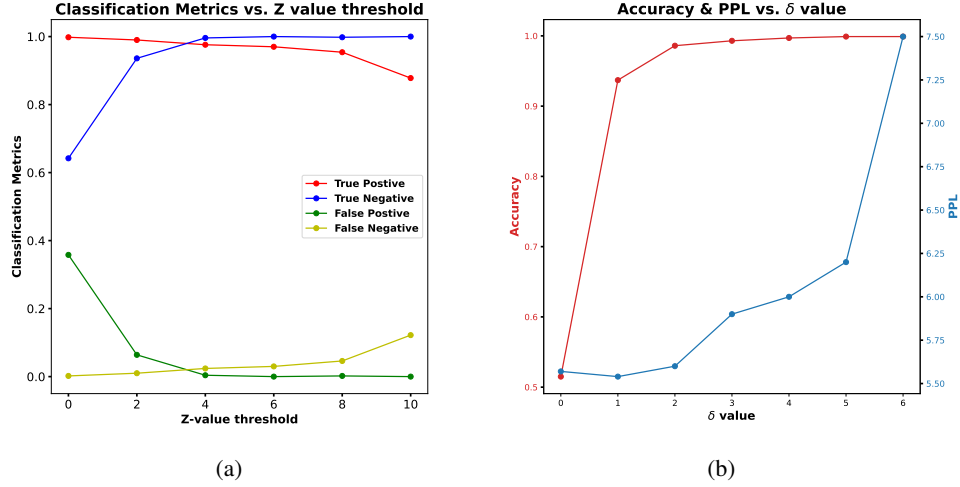 Classification Metrics vs. Z value threshold
Classification Metrics
1.0
0.8
0.6
0.4
0.2
0.0
True Postive
True Negative
False Postive
False Negative
0 2 4 6 8 10
Z-value threshold
(a)
Accuracy & PPL vs. δ value
Accuracy
1.0
0.9
0.8
0.7
0.6
0.5
7.50
7.25
7.00
6.75
6.50
6.25
6.00
5.75
5.50
PPL
0 1 2 3 4 5 6
δ value
(b)